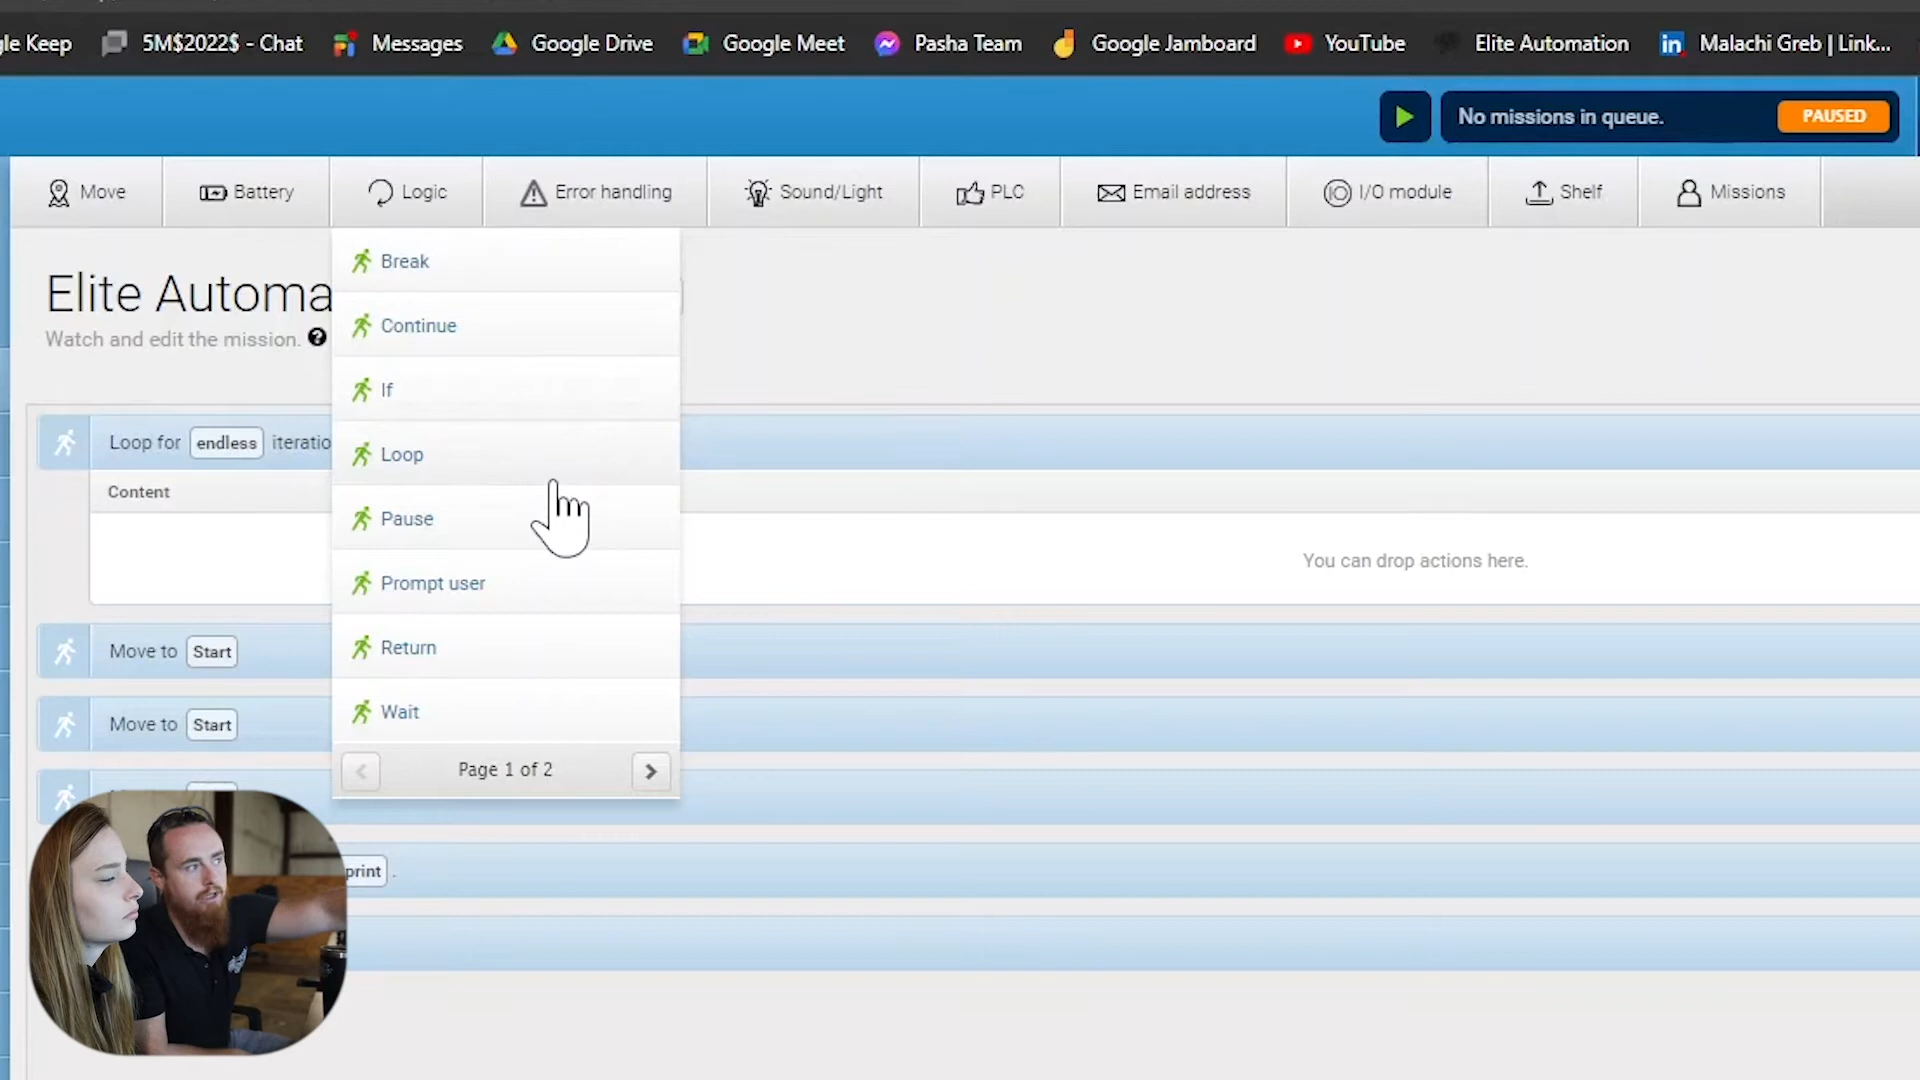 gle Keep 5M$2022$ - Chat Messages Google Drive Google Meet Pasha Team Google Jamboard YouTube Elite Automation Malachi Greb | Link...
No missions in queue. PAUSED
Move Battery Logic Error handling Sound/Light PLC Email address I/O module Shelf Missions
Break
Elite Automa
Continue
Watch and edit the mission. ?
If
Loop for endless iteratio
Loop
Content
Pause
You can drop actions here.
Prompt user
Move to Start
Return
Move to Start
Wait
Page 1 of 2
print .